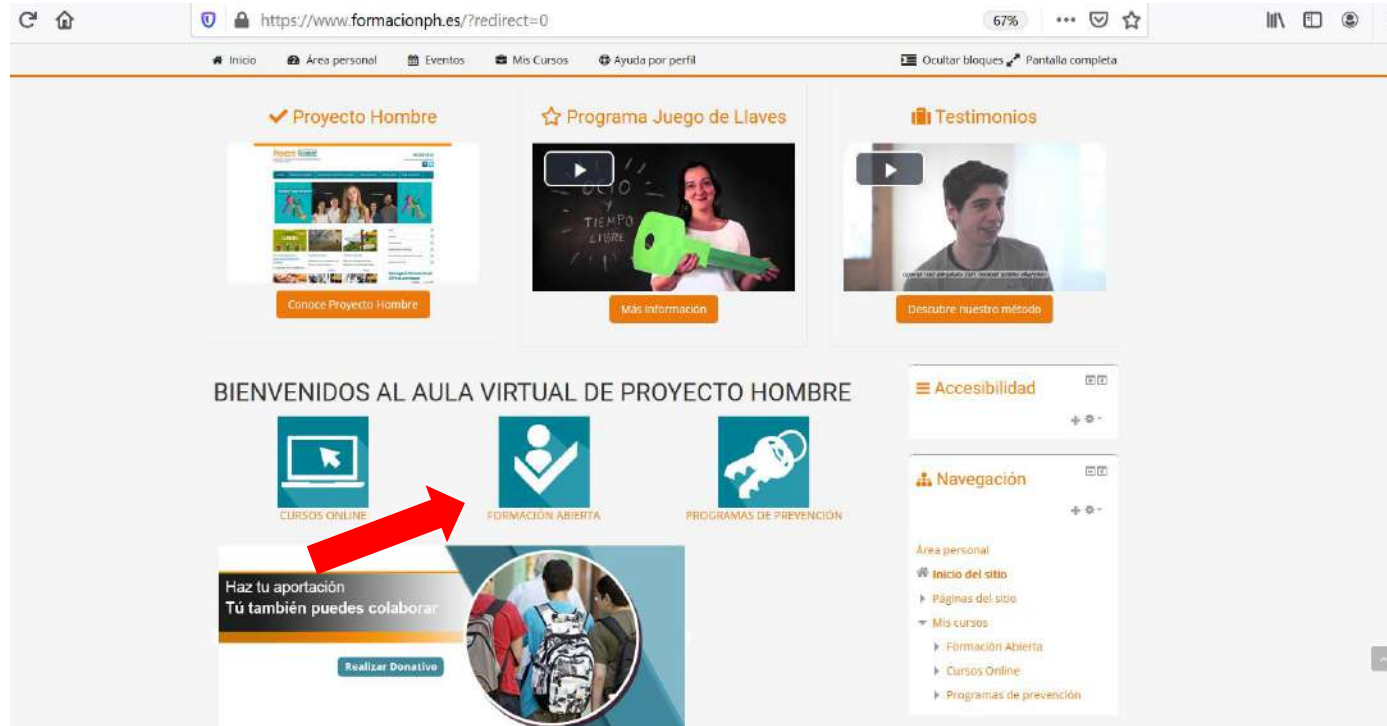 https://www.formacionph.es/?redirect=0
67%
Inicio
Área personal
Eventos
Mis Cursos
Ayuda por perfil
Ocultar bloques
Pantalla completa
Proyecto Hombre
Conoce Proyecto Hombre
Programa Juego de Llaves
OCIO
Y
TIEMPO
LIBRE
Más información
Testimonios
Descubre nuestro método
BIENVENIDOS AL AULA VIRTUAL DE PROYECTO HOMBRE
CURSOS ONLINE
FORMACIÓN ABIERTA
PROGRAMAS DE PREVENCIÓN
Haz tu aportación
Tú también puedes colaborar
Realizar Donativo
Accesibilidad
Navegación
Área personal
Inicio del sitio
Páginas del sitio
Mis cursos
Formación Abierta
Cursos Online
Programas de prevención